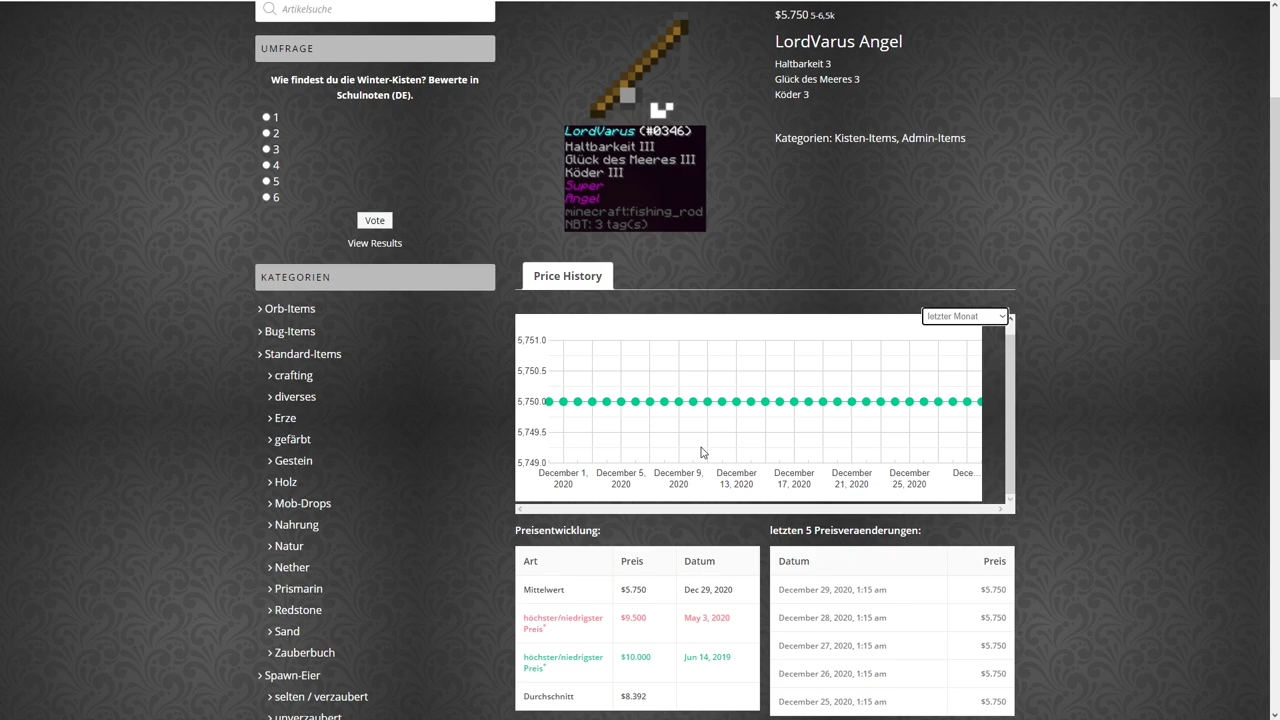 Artikelsuche
UMFRAGE
Wie findest du die Winter-Kisten? Bewerte in
Schulnoten (DE).
1
2
3
4
5
6
Vote
View Results
KATEGORIEN
Orb-Items
Bug-Items
Standard-Items
crafting
diverses
Erze
gefärbt
Gestein
Holz
Mob-Drops
Nahrung
Natur
Nether
Prismarin
Redstone
Sand
Zauberbuch
Spawn-Eier
selten / verzaubert
unverzaubert
LordVarus (#0346)
Haltbarkeit III
Glück des Meeres III
Köder III
Super
Angel
minecraft:fishing_rod
NBT: 3 tag(s)
$5.750 5-6,5k
LordVarus Angel
Haltbarkeit 3
Glück des Meeres 3
Köder 3
Kategorien: Kisten-Items, Admin-Items
Price History
letzter Monat
5,751.0
5,750.5
5,750.0
5,749.5
5,749.0
December 1, 2020
December 5, 2020
December 9, 2020
December 13, 2020
December 17, 2020
December 21, 2020
December 25, 2020
Dece...
Preisentwicklung:
Art Preis Datum
Mittelwert $5.750 Dec 29, 2020
höchster/niedrigster Preis* $9.500 May 3, 2020
höchster/niedrigster Preis* $10.000 Jun 14, 2019
Durchschnitt $8.392
letzten 5 Preisveraenderungen:
Datum Preis
December 29, 2020, 1:15 am $5.750
December 28, 2020, 1:15 am $5.750
December 27, 2020, 1:15 am $5.750
December 26, 2020, 1:15 am $5.750
December 25, 2020, 1:15 am $5.750